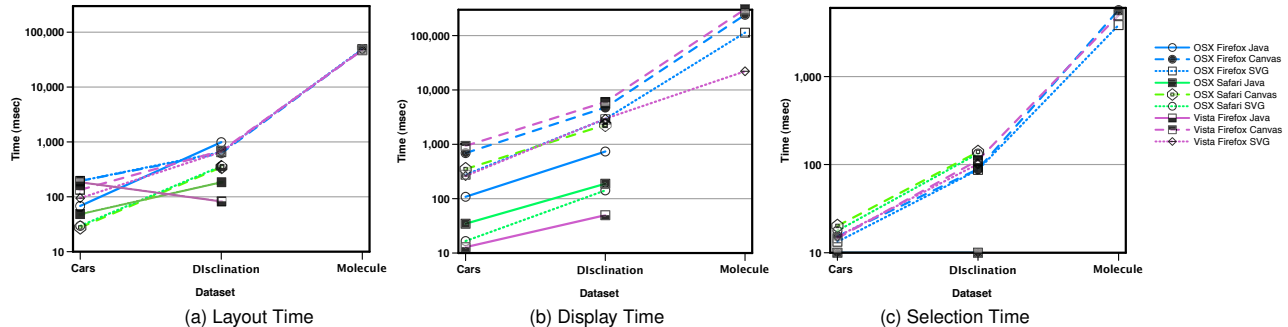 100,000
10,000
1,000
100
10
Time (msec)
Cars
DIsclination
Molecule
Dataset
(a) Layout Time
100,000
10,000
1,000
100
10
Time (msec)
Cars
DIsclination
Molecule
Dataset
(b) Display Time
1,000
100
10
Time (msec)
Cars
DIsclination
Molecule
Dataset
(c) Selection Time
OSX Firefox Java
OSX Firefox Canvas
OSX Firefox SVG
OSX Safari Java
OSX Safari Canvas
OSX Safari SVG
Vista Firefox Java
Vista Firefox Canvas
Vista Firefox SVG